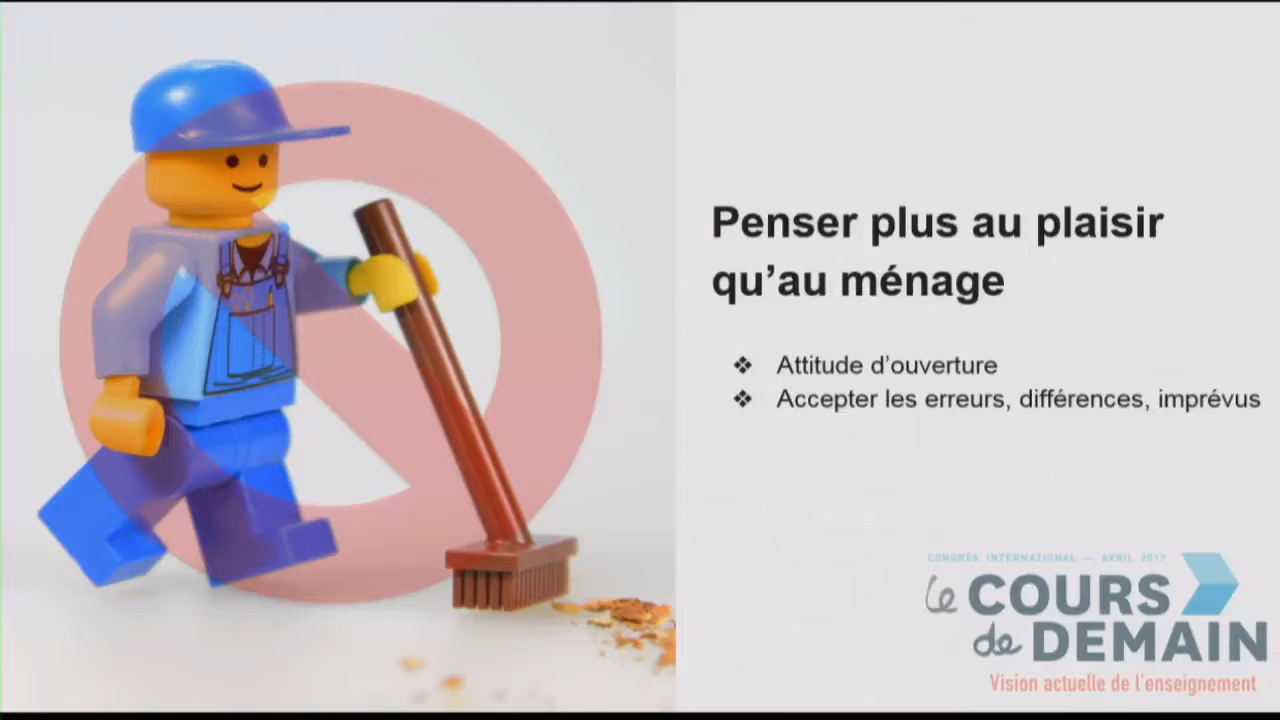 Penser plus au plaisir
qu’au ménage
❖ Attitude d’ouverture
❖ Accepter les erreurs, différences, imprévus
CONGRÈS INTERNATIONAL — AVRIL 2017
le COURS
de DEMAIN
Vision actuelle de l’enseignement